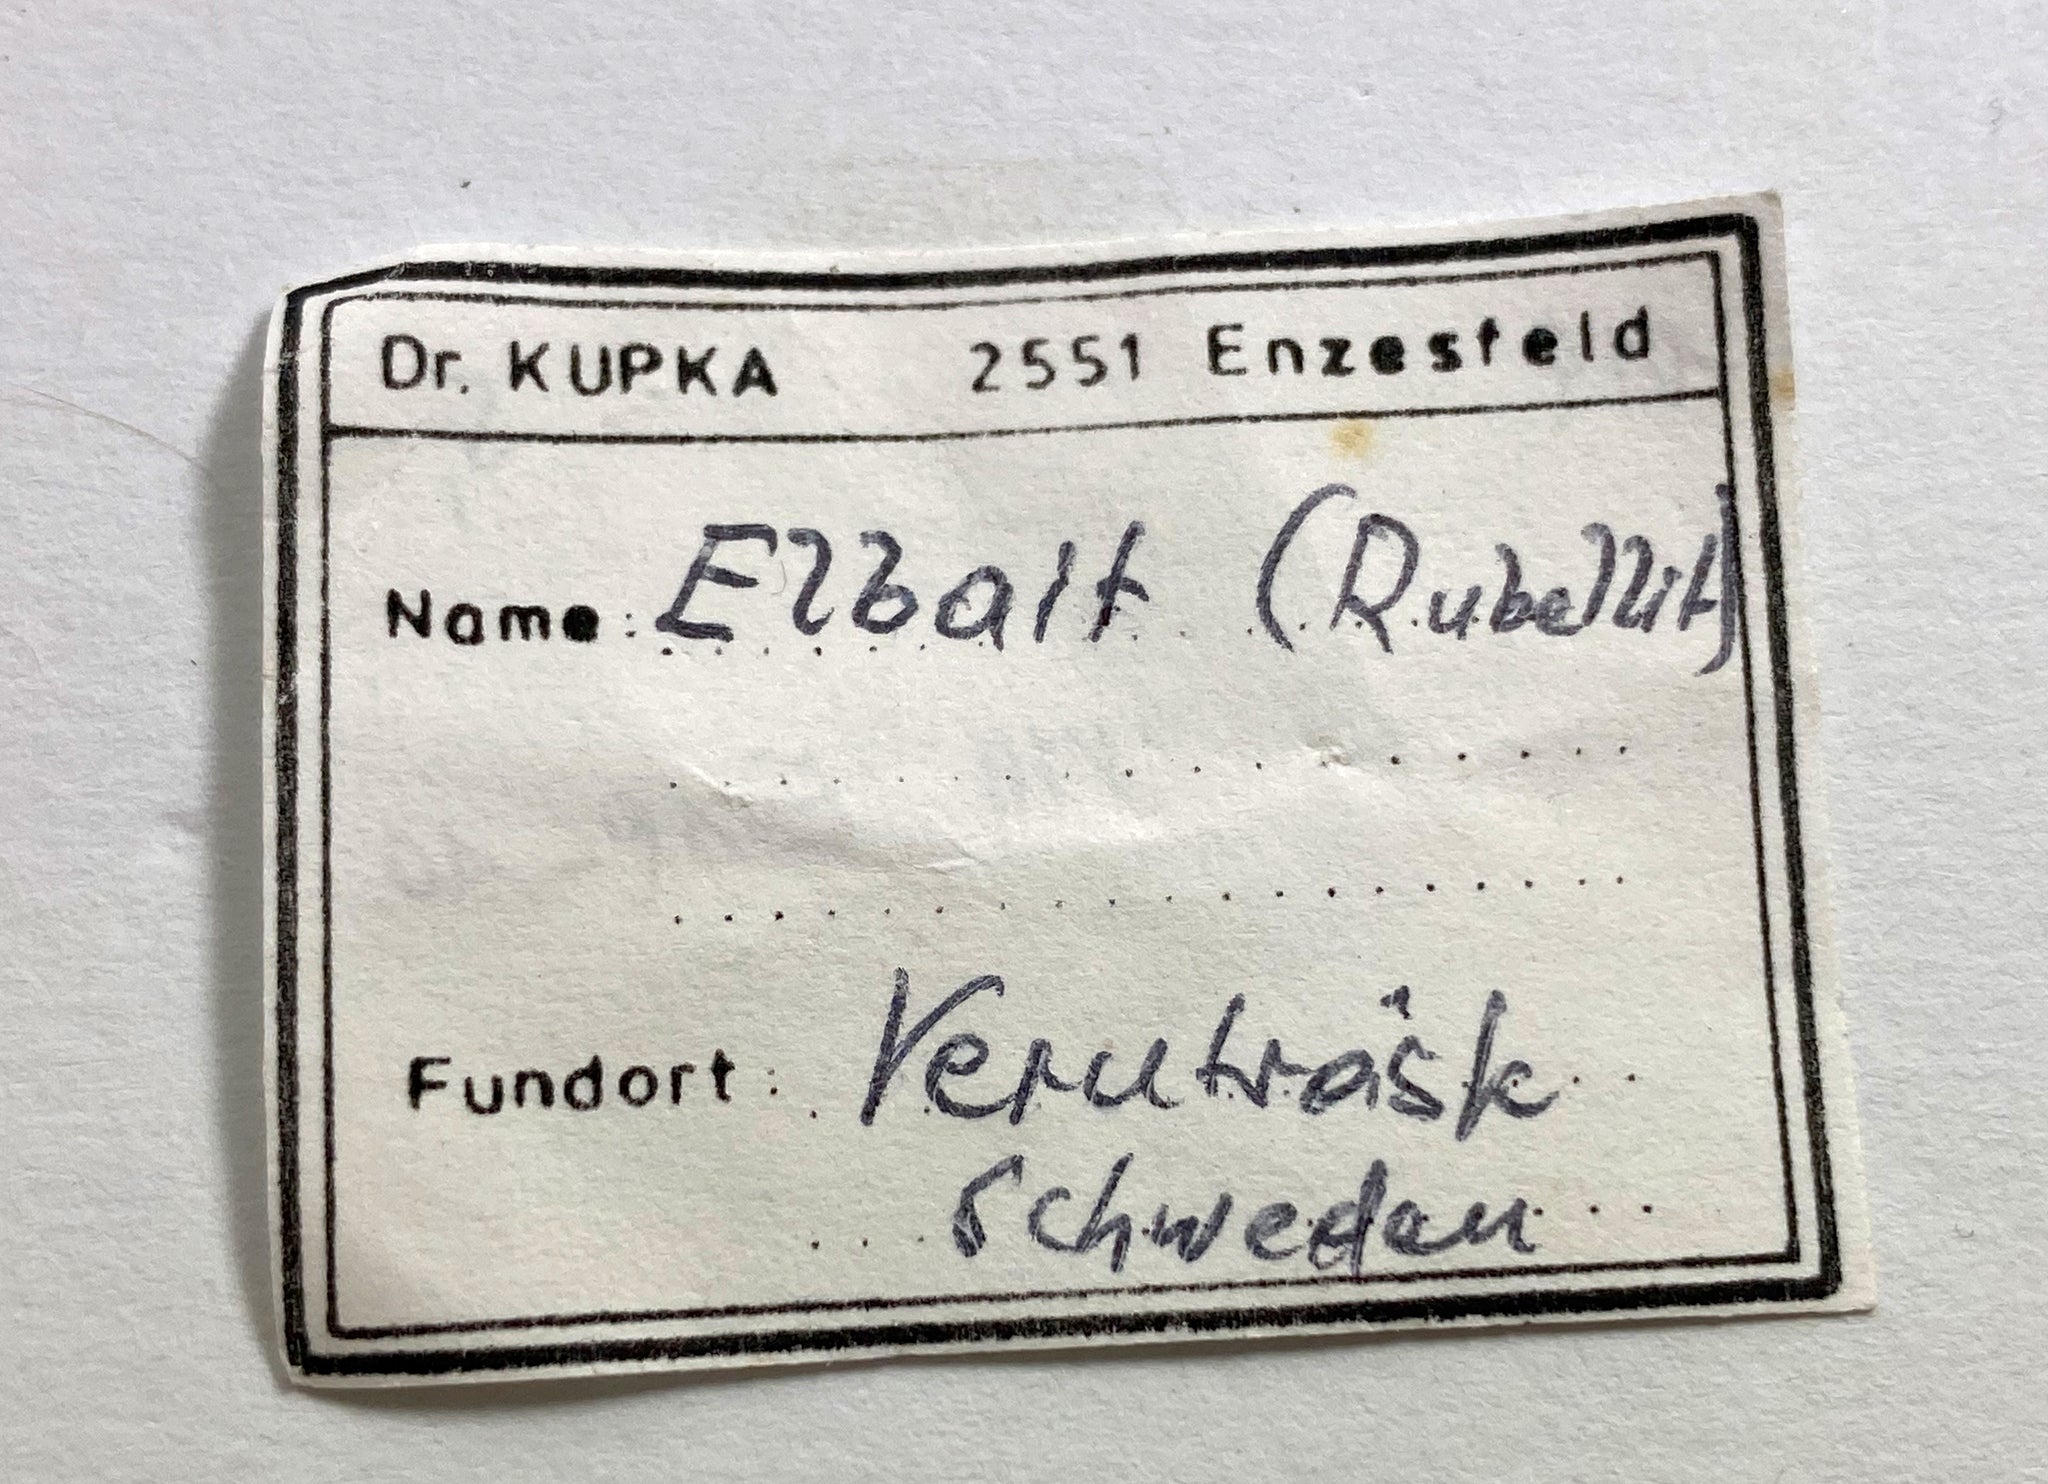 Dr. KUPKA 2551 Enzesfeld
Name: Elbait (Rubellit)
Fundort: Verutråsk
Schweden